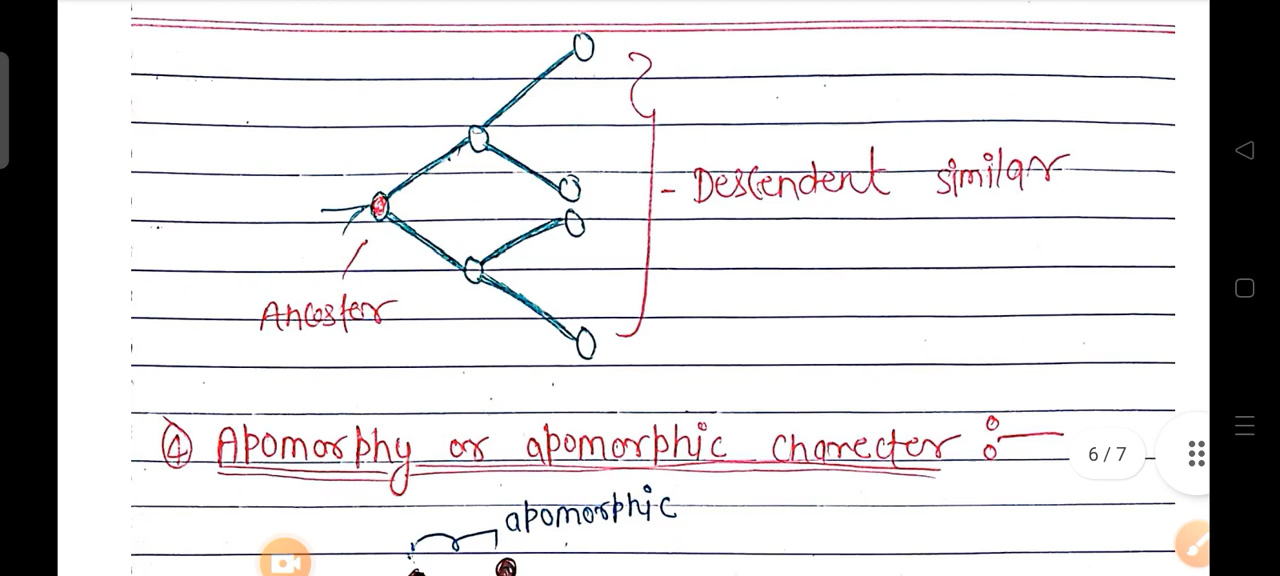 - Descendent similar
Ancester
④ Apomorphy or apomorphic charecter :-
6/7
apomorphic